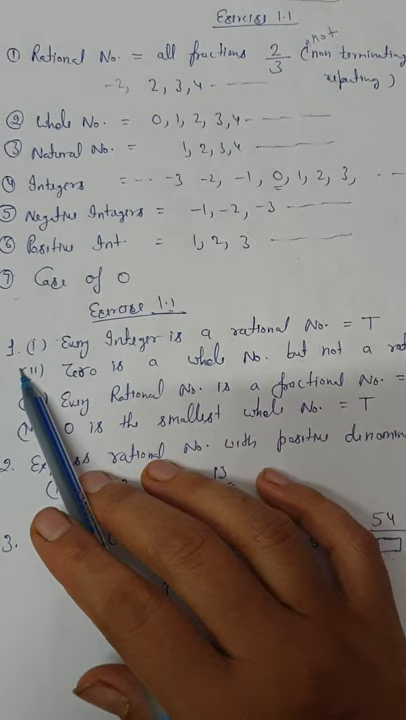 Exercise 1.1
① Rational No. = all fractions 2/3 (not non terminating
-2, 2, 3, 4 - repeating)
② Whole No. = 0, 1, 2, 3, 4 -
③ Natural No. = 1, 2, 3, 4 -
④ Integers = ... -3 -2, -1, 0, 1, 2, 3, ...
⑤ Negtive Intagers = -1, -2, -3
⑥ Positive Int. = 1, 2, 3
⑦ Case of 0
Exercise 1.1
1. (i) Every Integer is a rational No. = T
(ii) Zero is a whole No. but not a rat
Every Rational No. is a fractional No. =
0 is the smallest whole No. = T
2. rational No. with positive denomin
3. 54